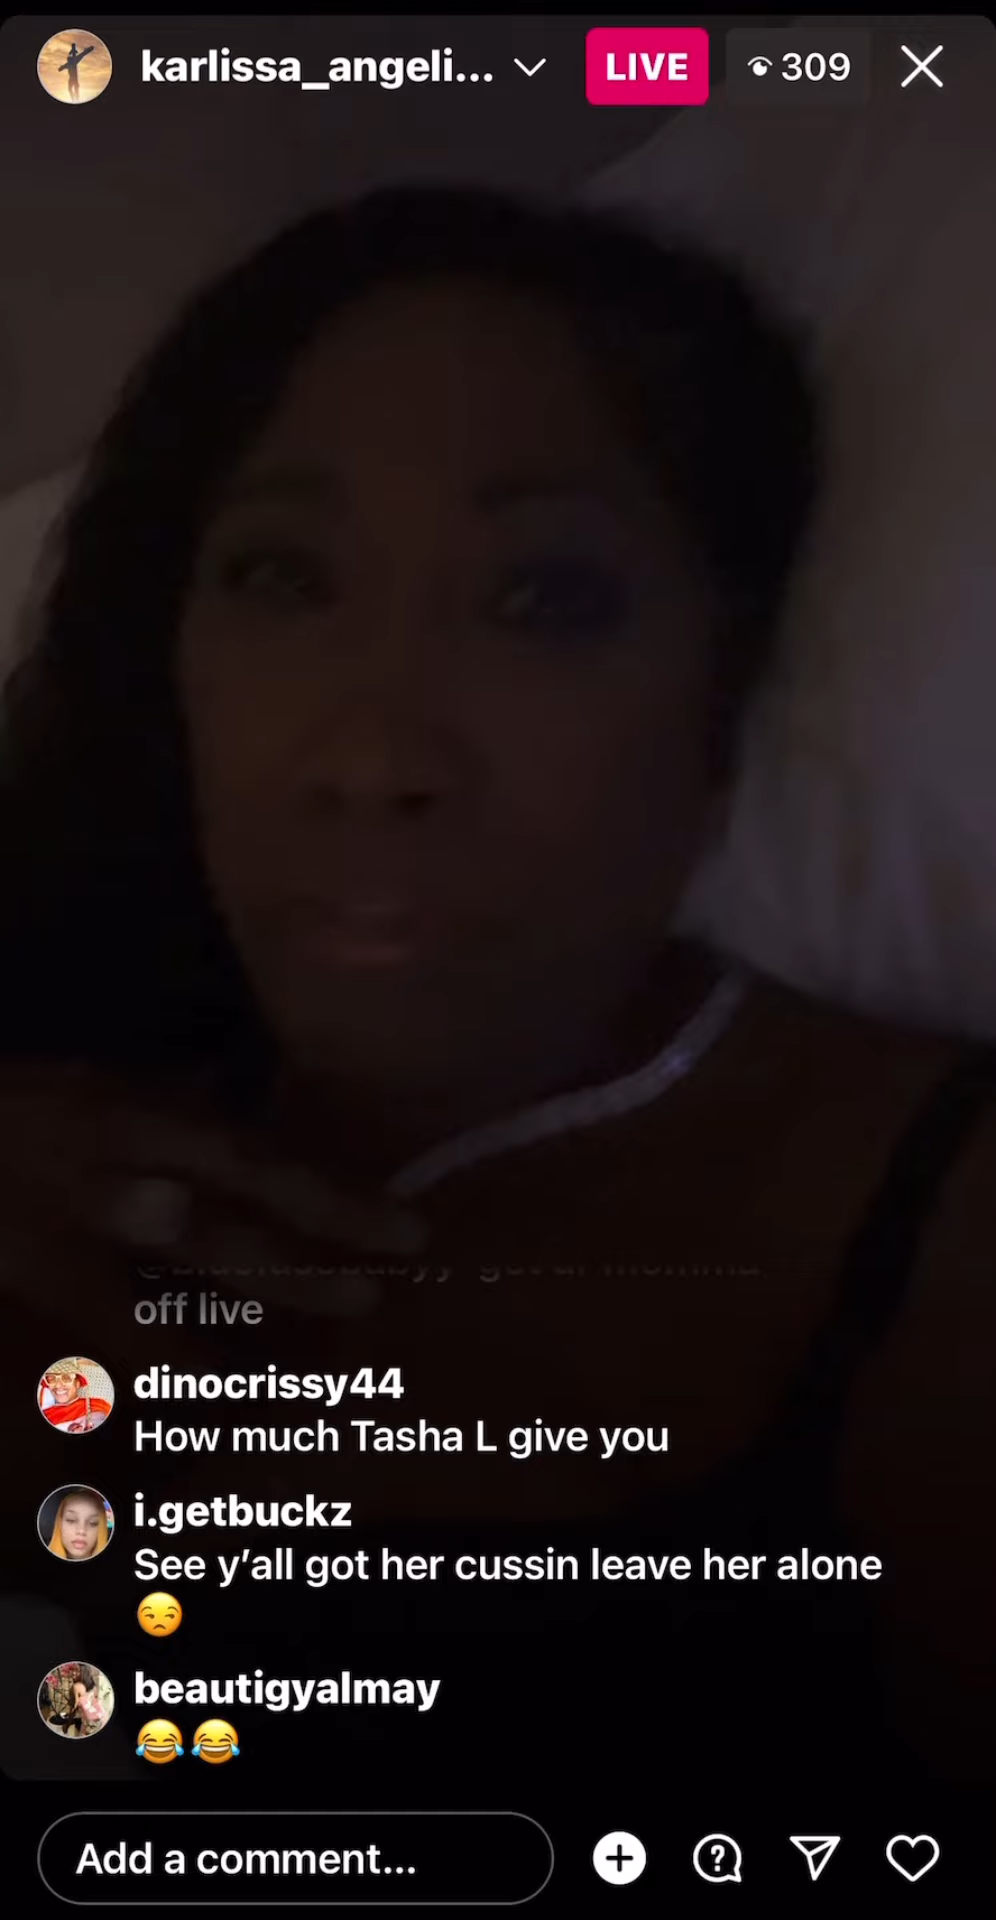 karlissa_angeli...
LIVE
309
off live
dinocrissy44
How much Tasha L give you
i.getbuckz
See y'all got her cussin leave her alone
😒
beautigyalmay
😂😂
Add a comment...